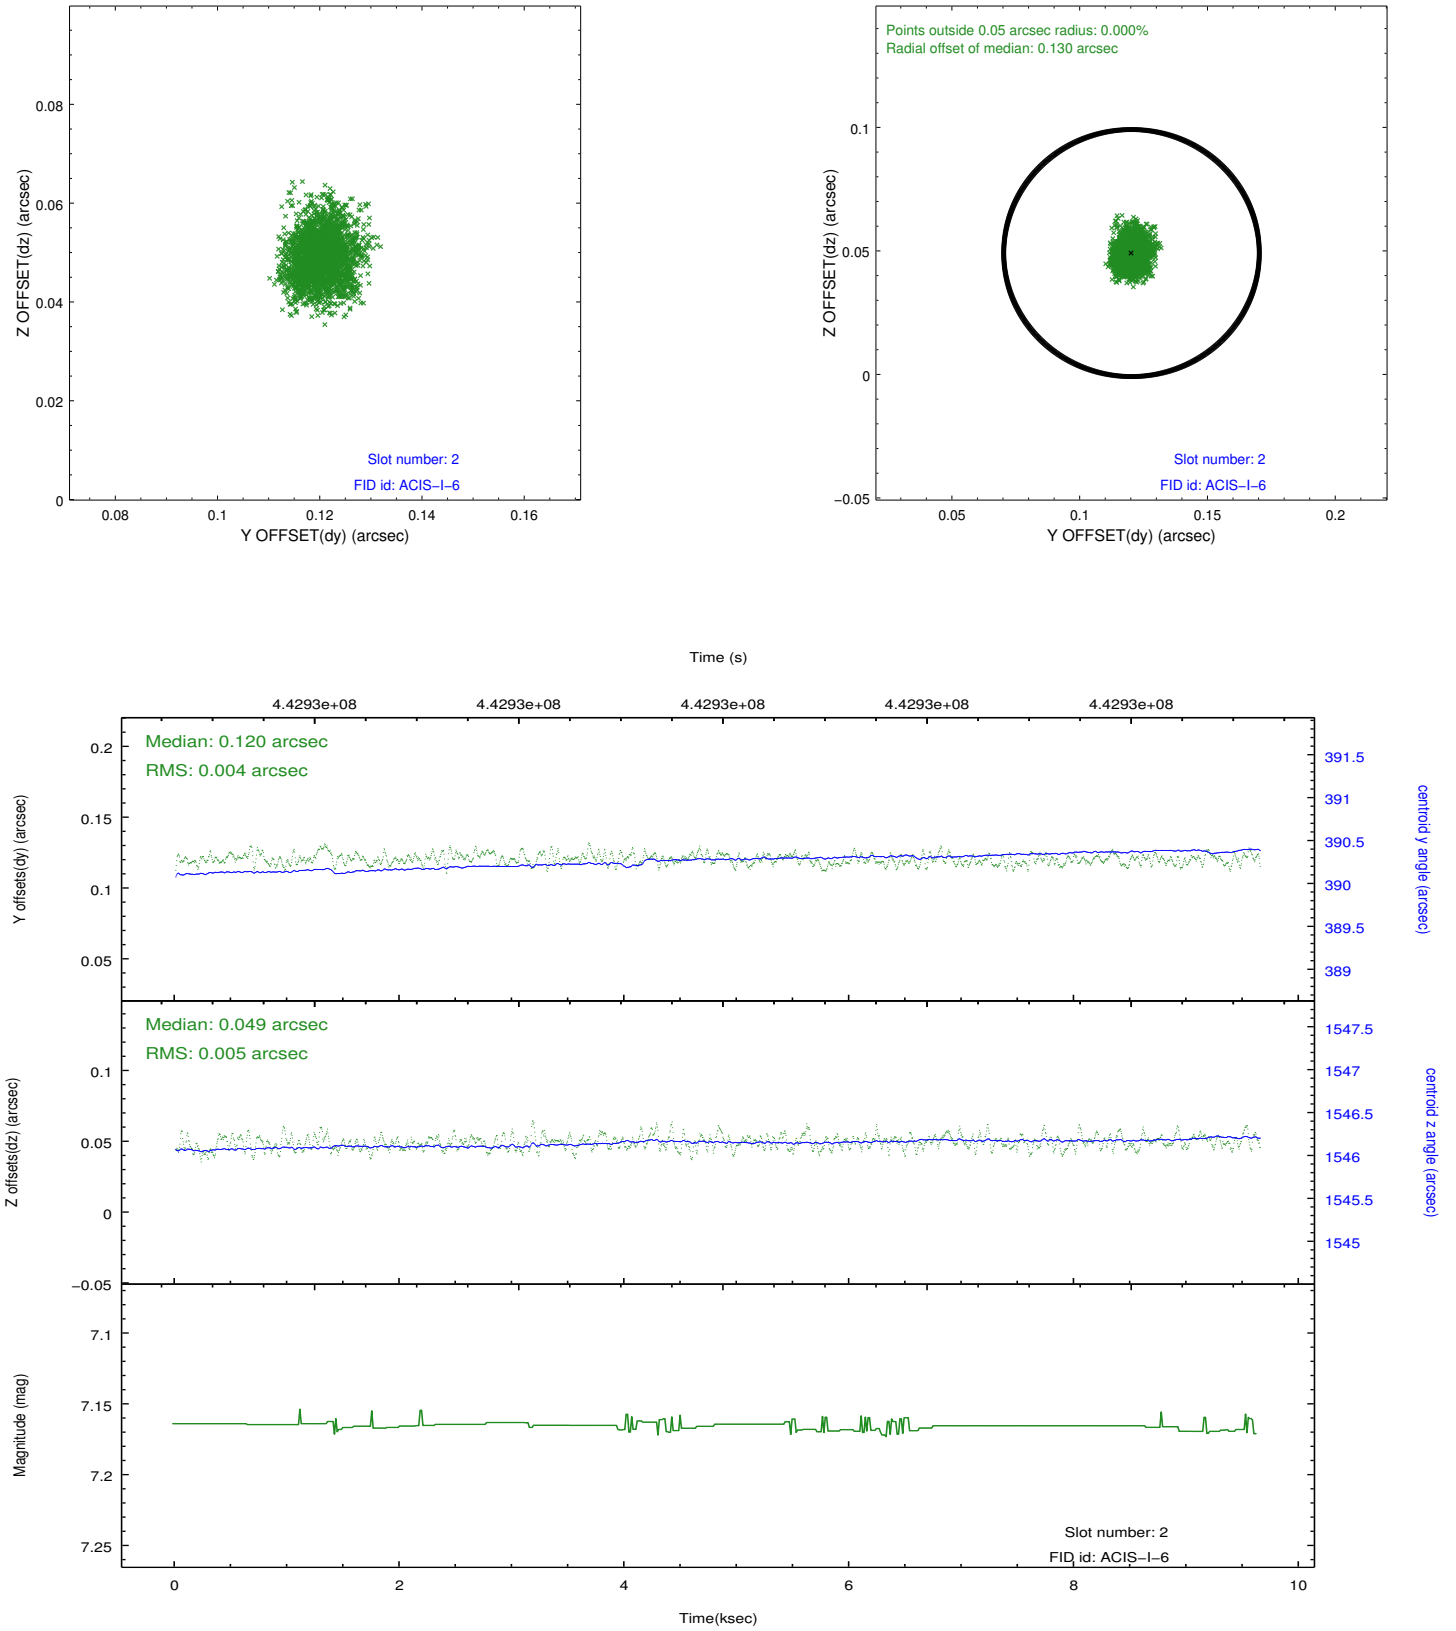 0.08
0.06
0.04
0.02
0
Z OFFSET(dz) (arcsec)
Slot number: 2
FID id: ACIS−I−6
0.08 0.1 0.12 0.14 0.16
Y OFFSET(dy) (arcsec)
Points outside 0.05 arcsec radius: 0.000%
Radial offset of median: 0.130 arcsec
0.1
0.05
0
−0.05
Z OFFSET(dz) (arcsec)
Slot number: 2
FID id: ACIS−I−6
0.05 0.1 0.15 0.2
Y OFFSET(dy) (arcsec)
Time (s)
4.4293e+08 4.4293e+08 4.4293e+08 4.4293e+08 4.4293e+08
Median: 0.120 arcsec
RMS: 0.004 arcsec
0.2
0.15
0.1
0.05
Y offsets(dy) (arcsec)
391.5
391
390.5
390
389.5
389
centroid y angle (arcsec)
Median: 0.049 arcsec
RMS: 0.005 arcsec
0.1
0.05
0
−0.05
Z offsets(dz) (arcsec)
1547.5
1547
1546.5
1546
1545.5
1545
centroid z angle (arcsec)
7.1
7.15
7.2
7.25
Magnitude (mag)
Slot number: 2
FID id: ACIS−I−6
0 2 4 6 8 10
Time(ksec)